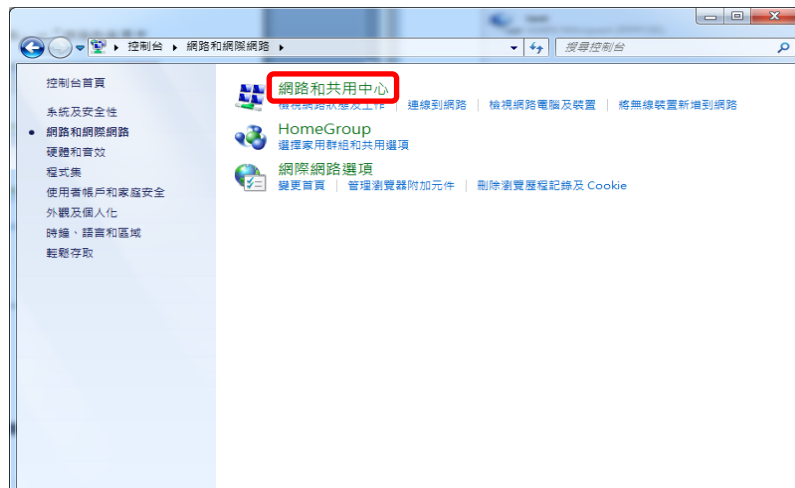 控制台 ▸ 網路和網際網路 ▸
搜尋控制台
控制台首頁
系統及安全性
網路和網際網路
硬體和音效
程式集
使用者帳戶和家庭安全
外觀及個人化
時鐘、語言和區域
輕鬆存取
網路和共用中心
檢視網路狀態及工作 | 連線到網路 | 檢視網路電腦及裝置 | 將無線裝置新增到網路
HomeGroup
選擇家用群組和共用選項
網際網路選項
變更首頁 | 管理瀏覽器附加元件 | 刪除瀏覽歷程記錄及 Cookie